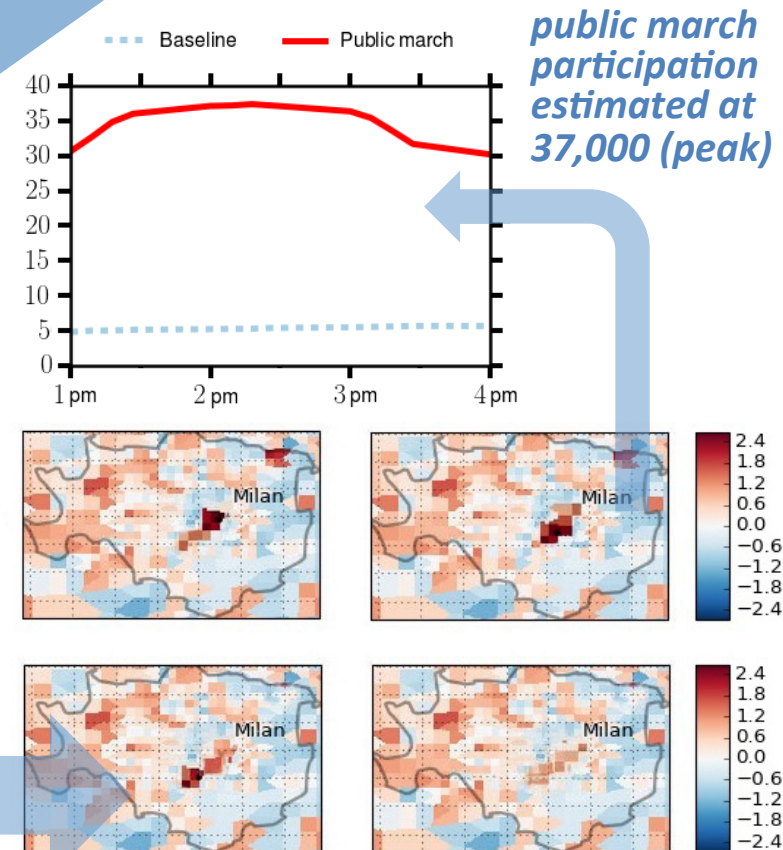 Baseline
Public march
public march
participation
estimated at
37,000 (peak)
40
35
30
25
20
15
10
5
0
1 pm
2 pm
3 pm
4 pm
Milan
Milan
2.4
1.8
1.2
0.6
0.0
−0.6
−1.2
−1.8
−2.4
Milan
Milan
2.4
1.8
1.2
0.6
0.0
−0.6
−1.2
−1.8
−2.4